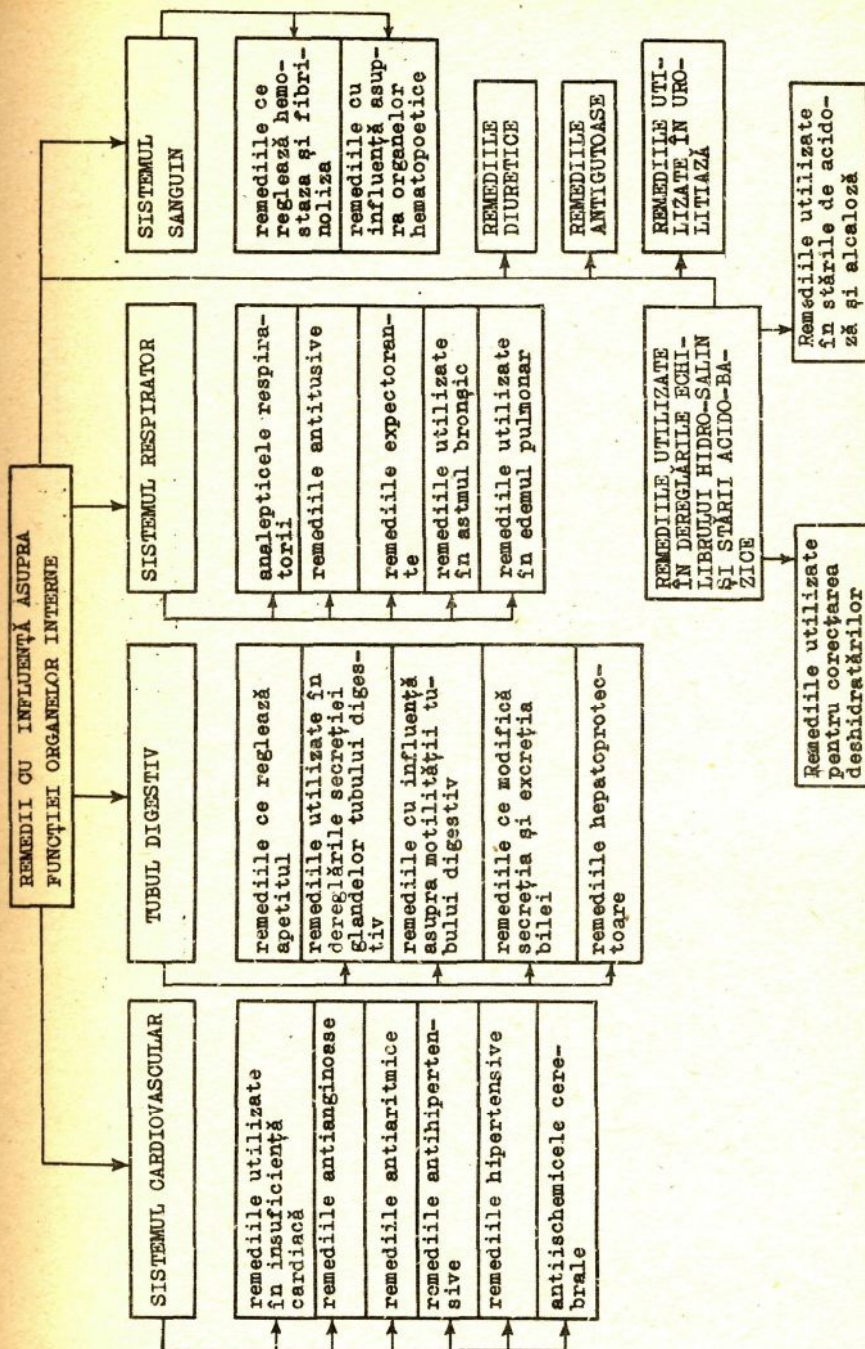 REMEDII CU INFLUENȚĂ ASUPRA
FUNCȚIEI ORGANELOR INTERNE
SISTEMUL CARDIOVASCULAR
remediile utilizate
în insuficiență
cardiacă
remediile antianginoase
remediile antiaritmice
remediile antihiperten-
sive
remediile hipertensive
antiischemicele cere-
brale
TUBUL DIGESTIV
remediile ce reglează
apetitul
remediile utilizate în
dereglările secreției
glandelor tubului diges-
tiv
remediile cu influență
asupra motilității tu-
bului digestiv
remediile ce modifică
secreția și excreția
bilei
remediile hepatoprotec-
toare
SISTEMUL RESPIRATOR
analepticele respira-
torii
remediile antitusive
remediile expectoran-
te
remediile utilizate
în astmul bronșic
remediile utilizate
în edemul pulmonar
SISTEMUL
SANGUIN
remediile ce
reglează hemo-
staza și fibri-
noliza
remediile cu
influență asup-
ra organelor
hematopoetice
REMEDIILE
DIURETICE
REMEDIILE
ANTIGUTOASE
REMEDIILE UTI-
LIZATE ÎN URO-
LITIAZĂ
REMEDIILE UTILIZATE
ÎN DEREGLĂRILE ECHI-
LIBRULUI HIDRO-SALIN
ȘI STĂRII ACIDO-BA-
ZICE
Remediile utilizate
pentru corectarea
deshidratărilor
Remediile utilizate
în stările de acido-
ză și alcaloză